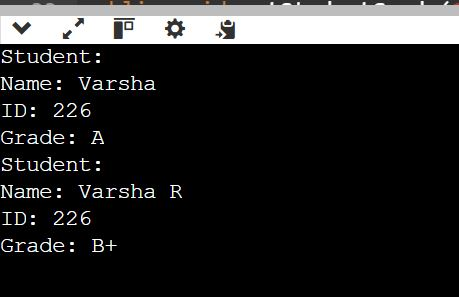 Student:
Name: Varsha
ID: 226
Grade: A
Student:
Name: Varsha R
ID: 226
Grade: B+